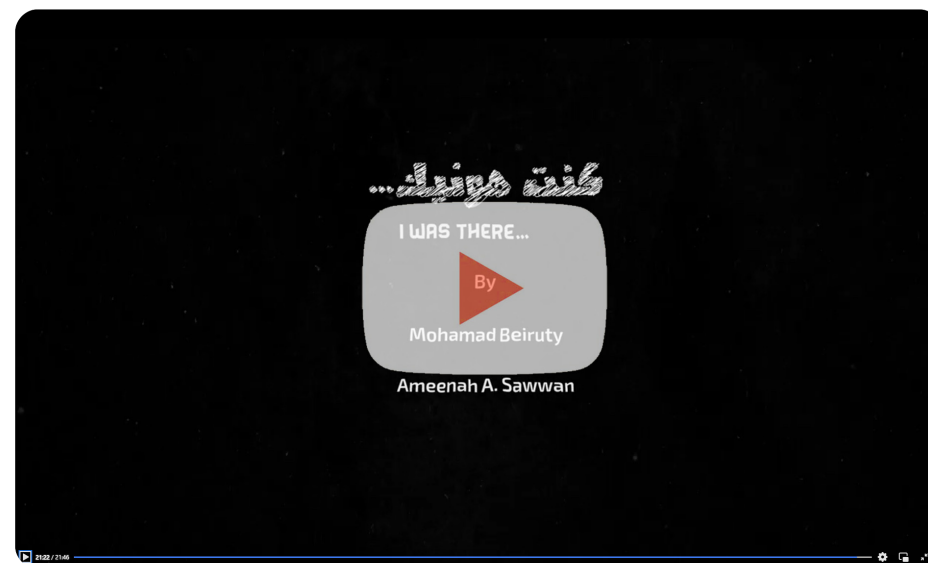 كنت هونيك...
I WAS THERE...
By
Mohamad Beiruty
Ameenah A. Sawwan
21:22 / 21:46